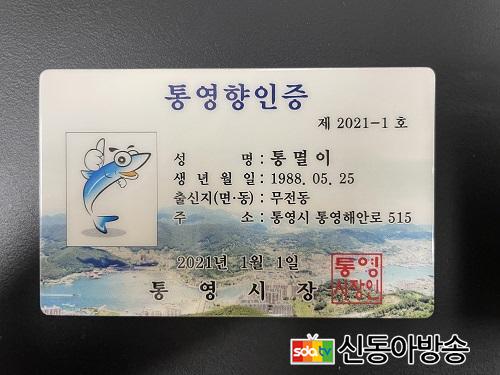 통영향인증
제 2021-1 호
성 명 : 통멸이
생 년 월 일 : 1988. 05. 25
출신지(면·동) : 무전동
주 소 : 통영시 통영해안로 515
2021년 1월 1일
통 영 시 장
통영
시장인
sdatv 신동아방송